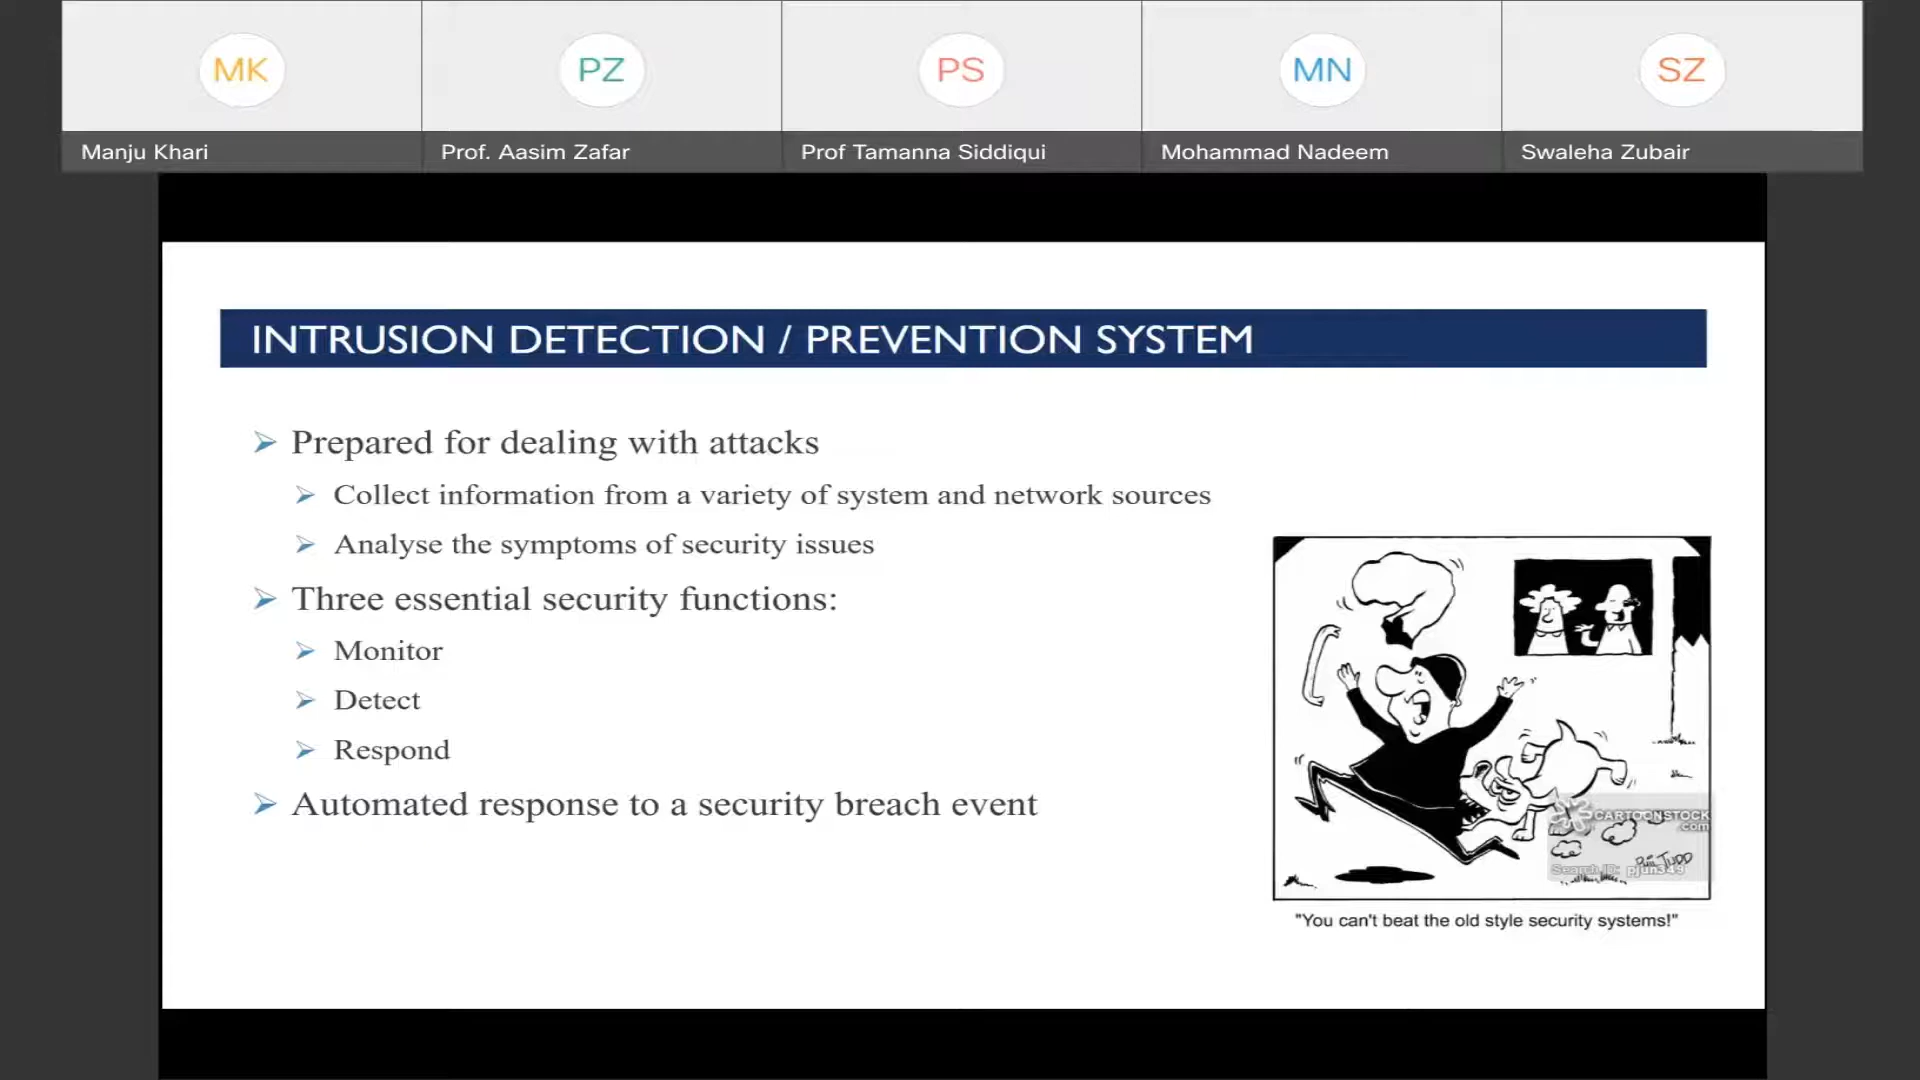 MK
PZ
PS
MN
SZ
Manju Khari
Prof. Aasim Zafar
Prof Tamanna Siddiqui
Mohammad Nadeem
Swaleha Zubair
INTRUSION DETECTION / PREVENTION SYSTEM
Prepared for dealing with attacks
Collect information from a variety of system and network sources
Analyse the symptoms of security issues
Three essential security functions:
Monitor
Detect
Respond
Automated response to a security breach event
CARTOONSTOCK
.com
Search ID: pjun349
"You can't beat the old style security systems!"